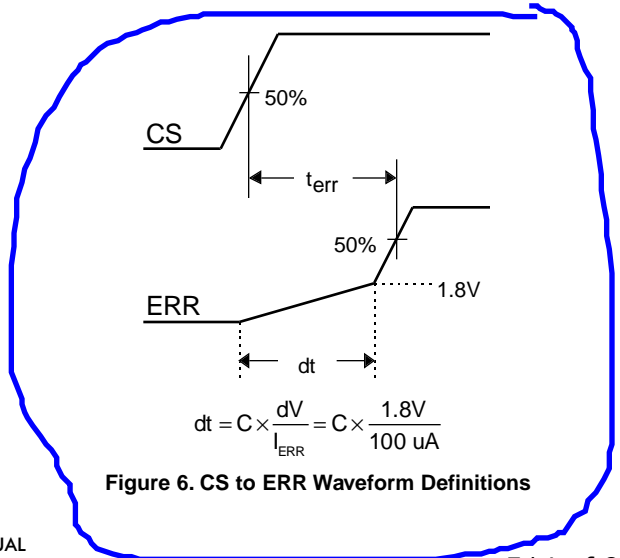 50%
CS
t_err
50%
1.8V
ERR
dt
dt = C × dV/I_ERR = C × 1.8V/100 uA
Figure 6. CS to ERR Waveform Definitions
UAL